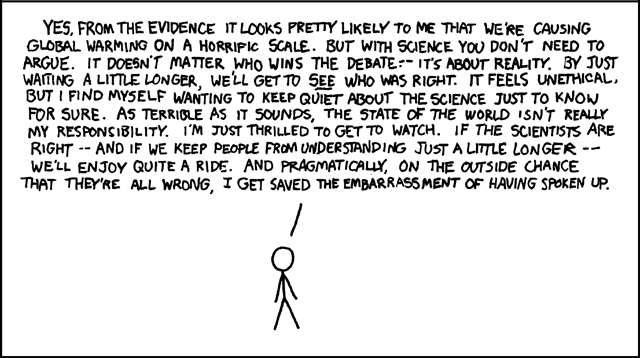 YES, FROM THE EVIDENCE IT LOOKS PRETTY LIKELY TO ME THAT WE'RE CAUSING
GLOBAL WARMING ON A HORRIFIC SCALE. BUT WITH SCIENCE YOU DON'T NEED TO
ARGUE. IT DOESN'T MATTER WHO WINS THE DEBATE-- IT'S ABOUT REALITY. BY JUST
WAITING A LITTLE LONGER, WE'LL GET TO SEE WHO WAS RIGHT. IT FEELS UNETHICAL,
BUT I FIND MYSELF WANTING TO KEEP QUIET ABOUT THE SCIENCE JUST TO KNOW
FOR SURE. AS TERRIBLE AS IT SOUNDS, THE STATE OF THE WORLD ISN'T REALLY
MY RESPONSIBILITY. I'M JUST THRILLED TO GET TO WATCH. IF THE SCIENTISTS ARE
RIGHT -- AND IF WE KEEP PEOPLE FROM UNDERSTANDING JUST A LITTLE LONGER --
WE'LL ENJOY QUITE A RIDE. AND PRAGMATICALLY, ON THE OUTSIDE CHANCE
THAT THEY'RE ALL WRONG, I GET SAVED THE EMBARRASSMENT OF HAVING SPOKEN UP.